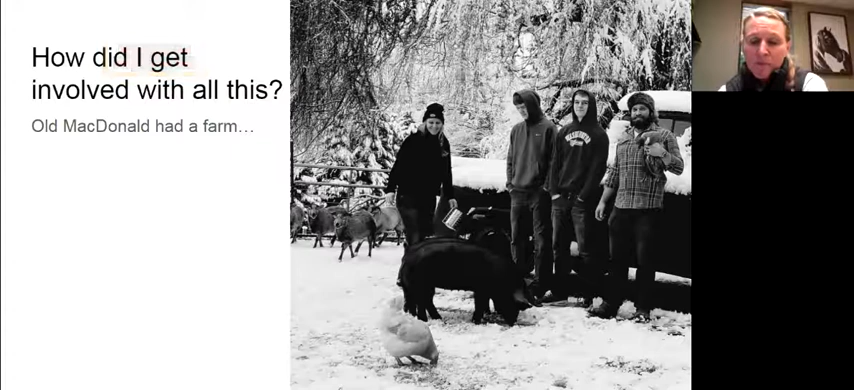 How did I get
involved with all this?
Old MacDonald had a farm…